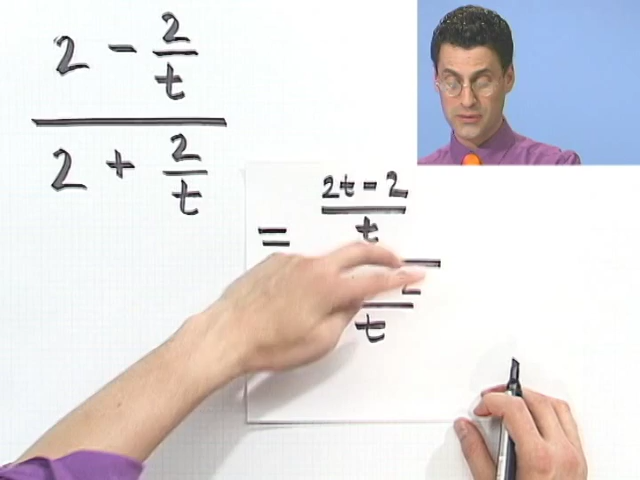 2 - 2/t
2 + 2/t
= 2t - 2
t
t